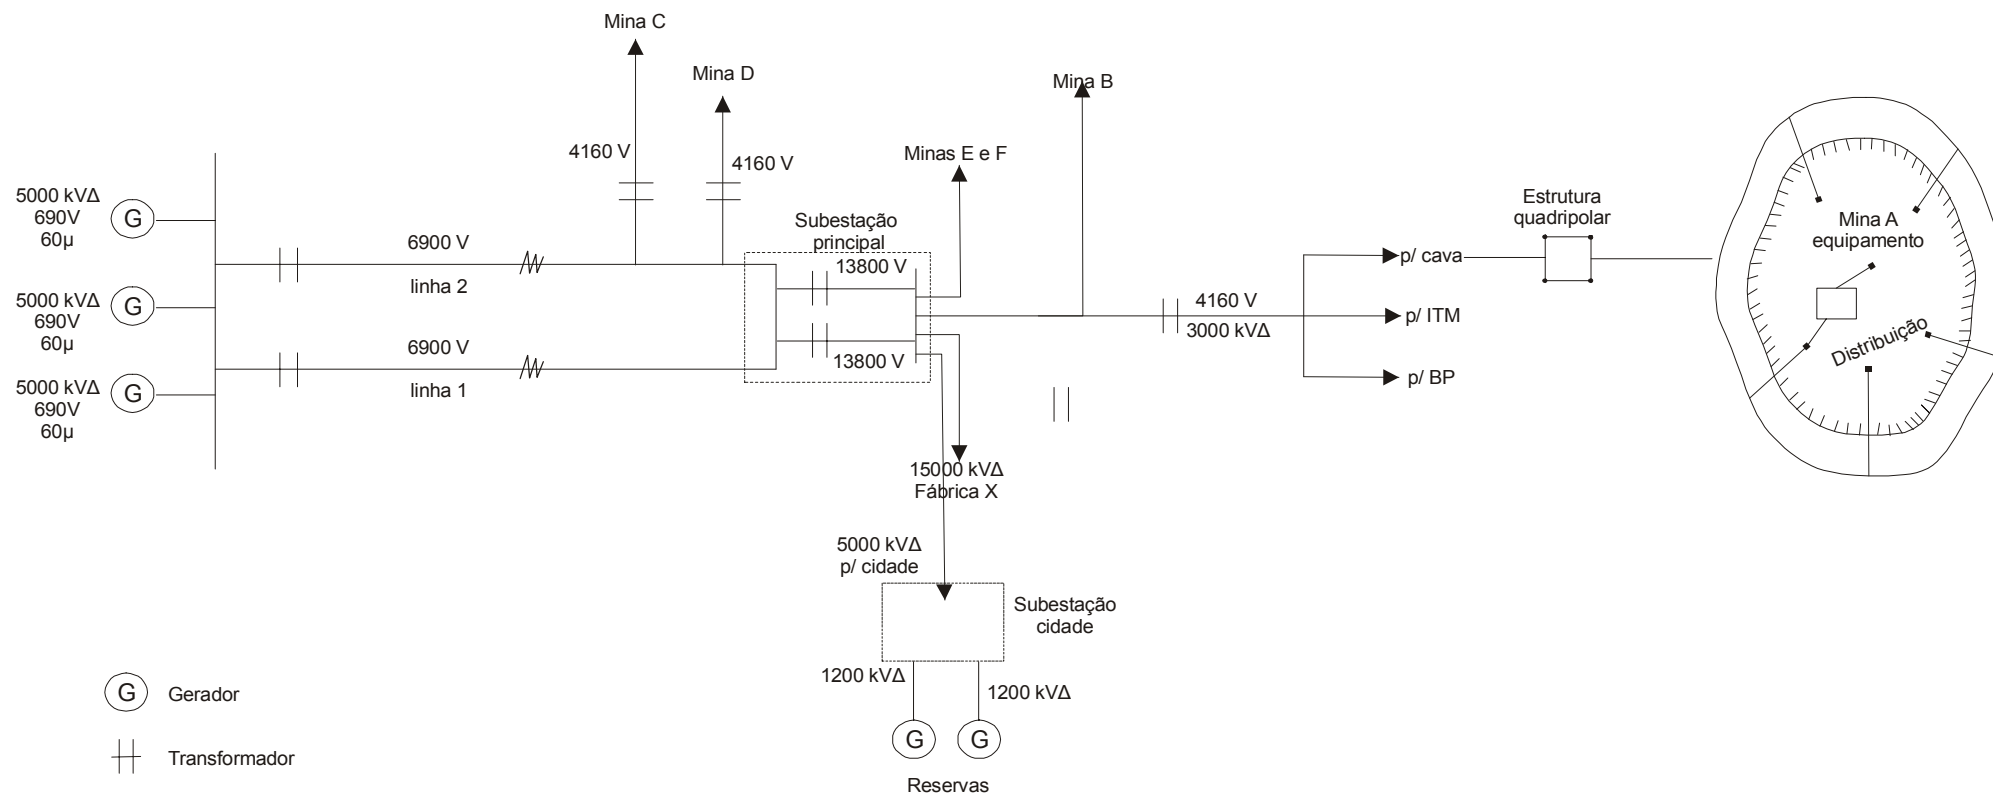 Mina C
Mina D
Mina B
4160 V
4160 V
Minas E e F
5000 kVΔ
690V
60µ
G
Subestação
principal
Estrutura
quadripolar
Mina A
equipamento
6900 V
linha 2
13800 V
p/ cava
5000 kVΔ
690V
60µ
G
4160 V
3000 kVΔ
p/ ITM
Distribuição
6900 V
linha 1
13800 V
p/ BP
5000 kVΔ
690V
60µ
G
15000 kVΔ
Fábrica X
5000 kVΔ
p/ cidade
Subestação
cidade
1200 kVΔ
1200 kVΔ
G
G
Reservas
G
Gerador
Transformador